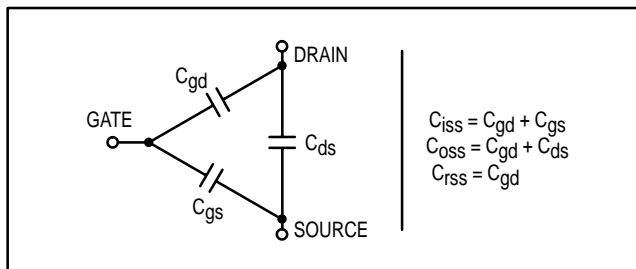 DRAIN
Cgd
GATE
Cds
Cgs
SOURCE
Ciss = Cgd + Cgs
Coss = Cgd + Cds
Crss = Cgd